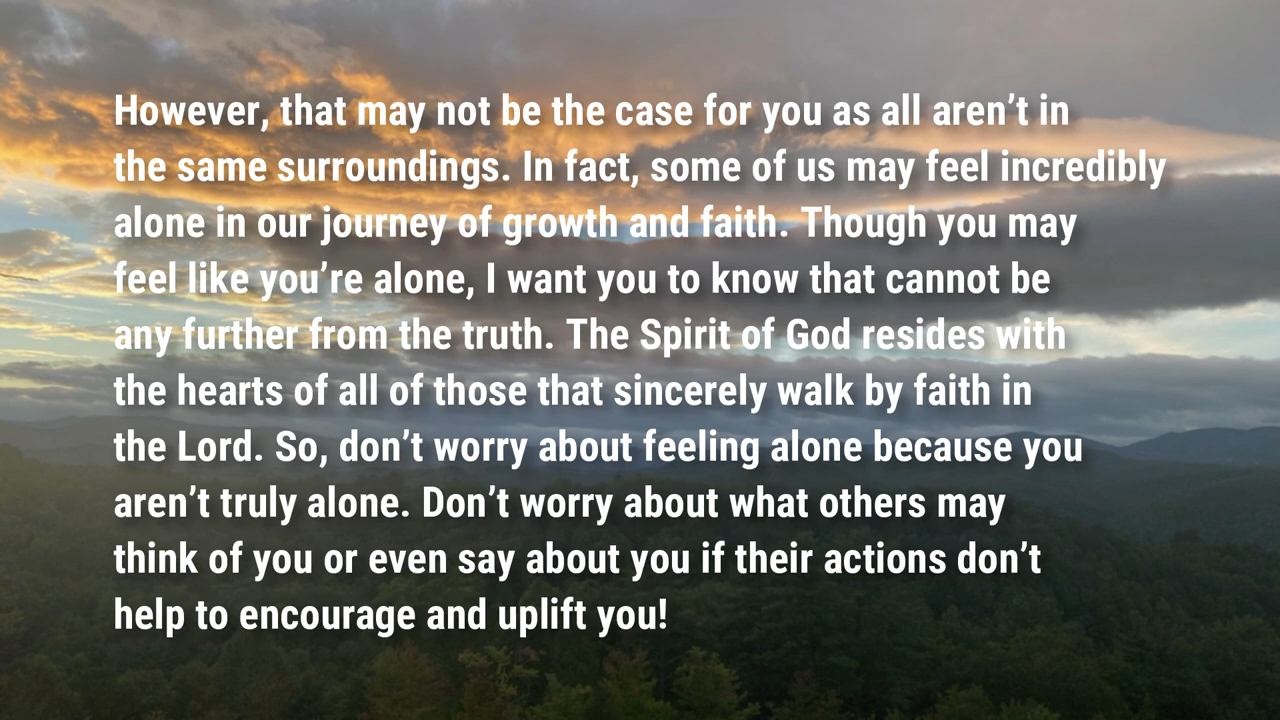 However, that may not be the case for you as all aren’t in
the same surroundings. In fact, some of us may feel incredibly
alone in our journey of growth and faith. Though you may
feel like you’re alone, I want you to know that cannot be
any further from the truth. The Spirit of God resides with
the hearts of all of those that sincerely walk by faith in
the Lord. So, don’t worry about feeling alone because you
aren’t truly alone. Don’t worry about what others may
think of you or even say about you if their actions don’t
help to encourage and uplift you!